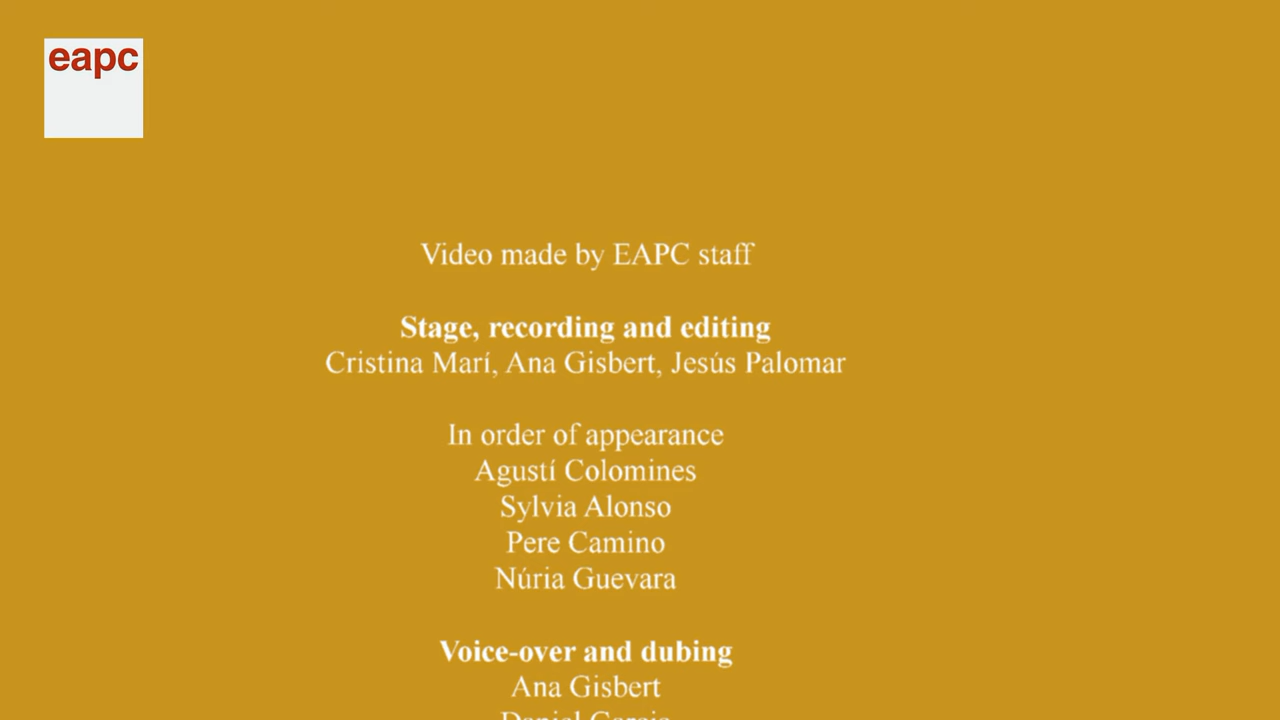 eapc
Video made by EAPC staff
Stage, recording and editing
Cristina Marí, Ana Gisbert, Jesús Palomar
In order of appearance
Agustí Colomines
Sylvia Alonso
Pere Camino
Núria Guevara
Voice-over and dubing
Ana Gisbert